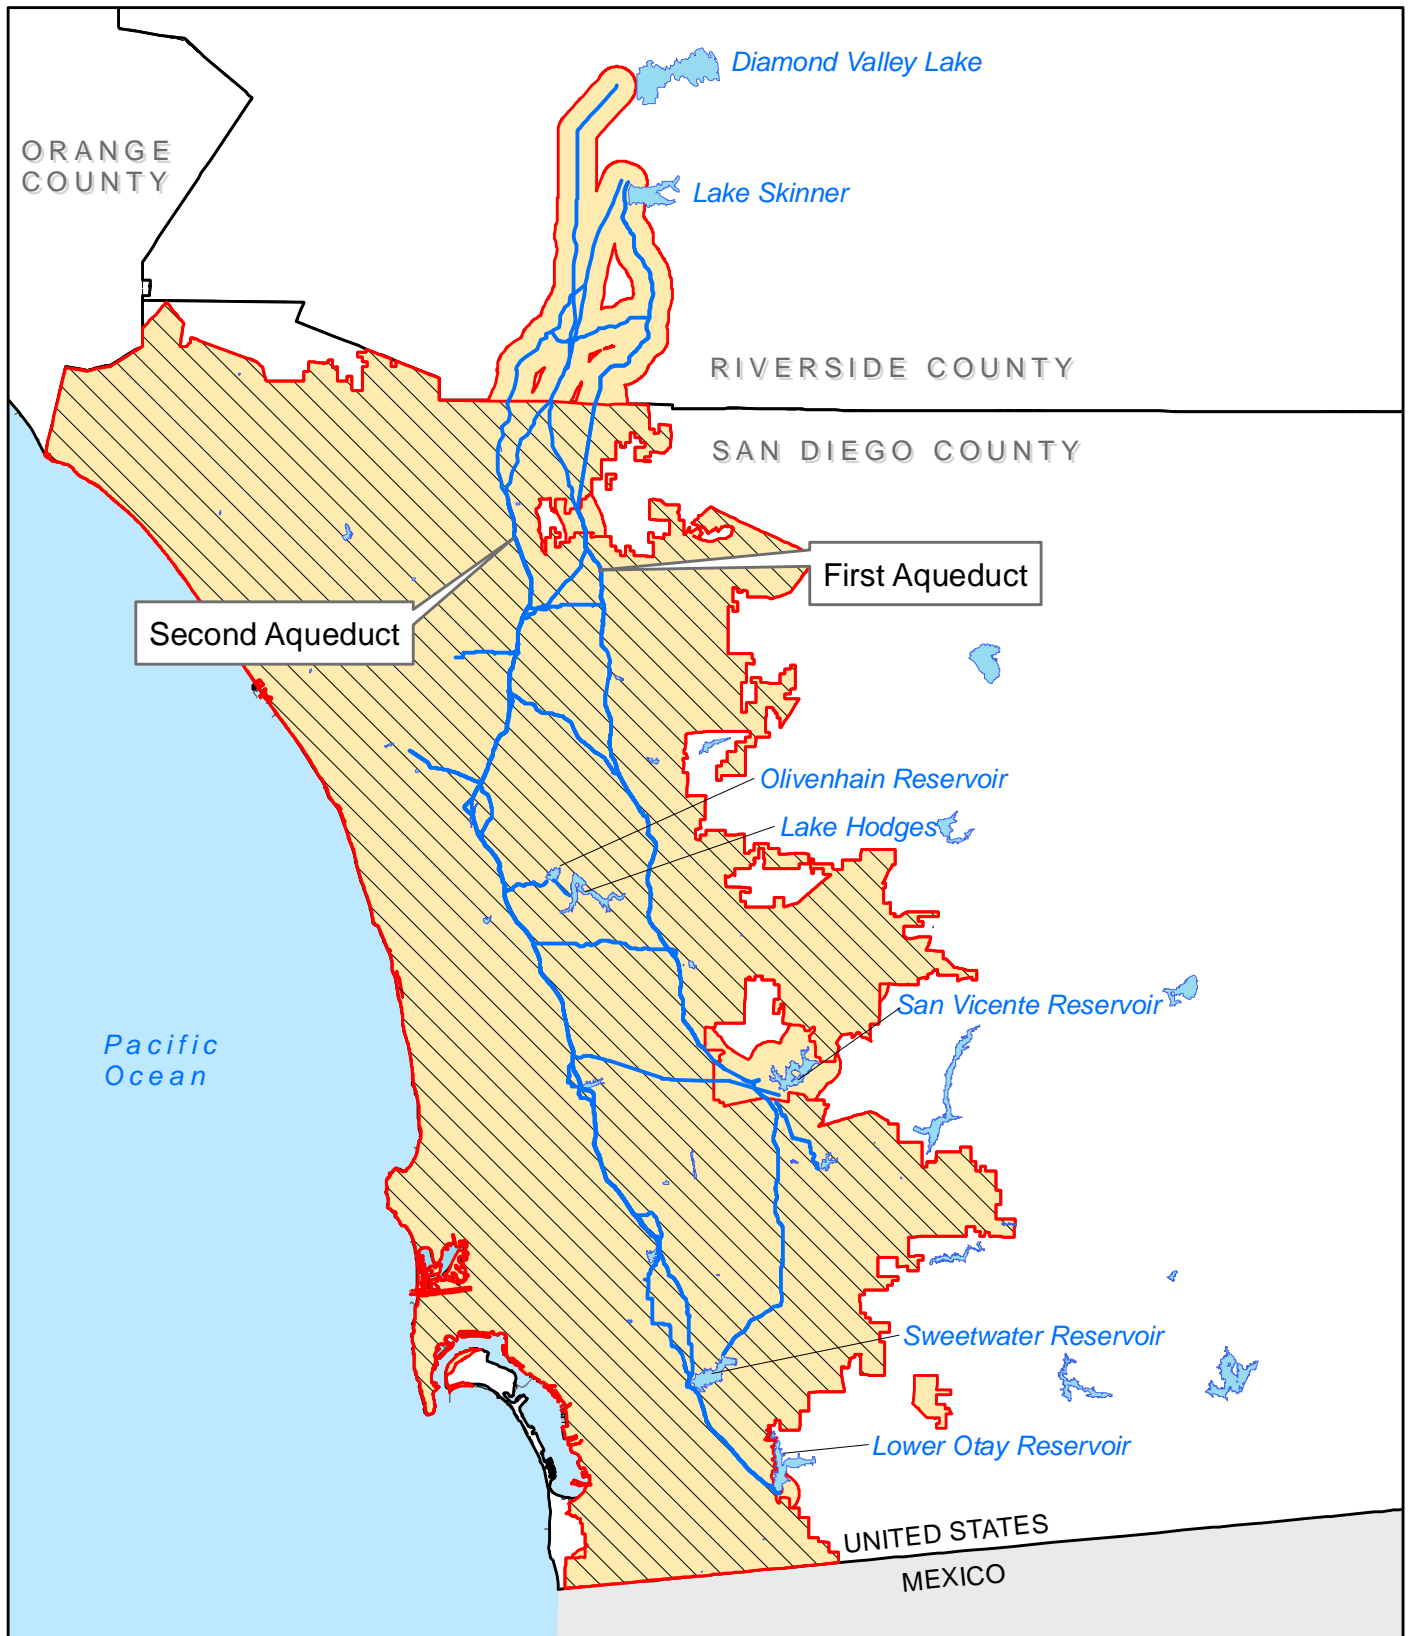 Diamond Valley Lake
ORANGE
COUNTY
Lake Skinner
RIVERSIDE COUNTY
SAN DIEGO COUNTY
First Aqueduct
Second Aqueduct
Olivenhain Reservoir
Lake Hodges
San Vicente Reservoir
Pacific
Ocean
Sweetwater Reservoir
Lower Otay Reservoir
UNITED STATES
MEXICO